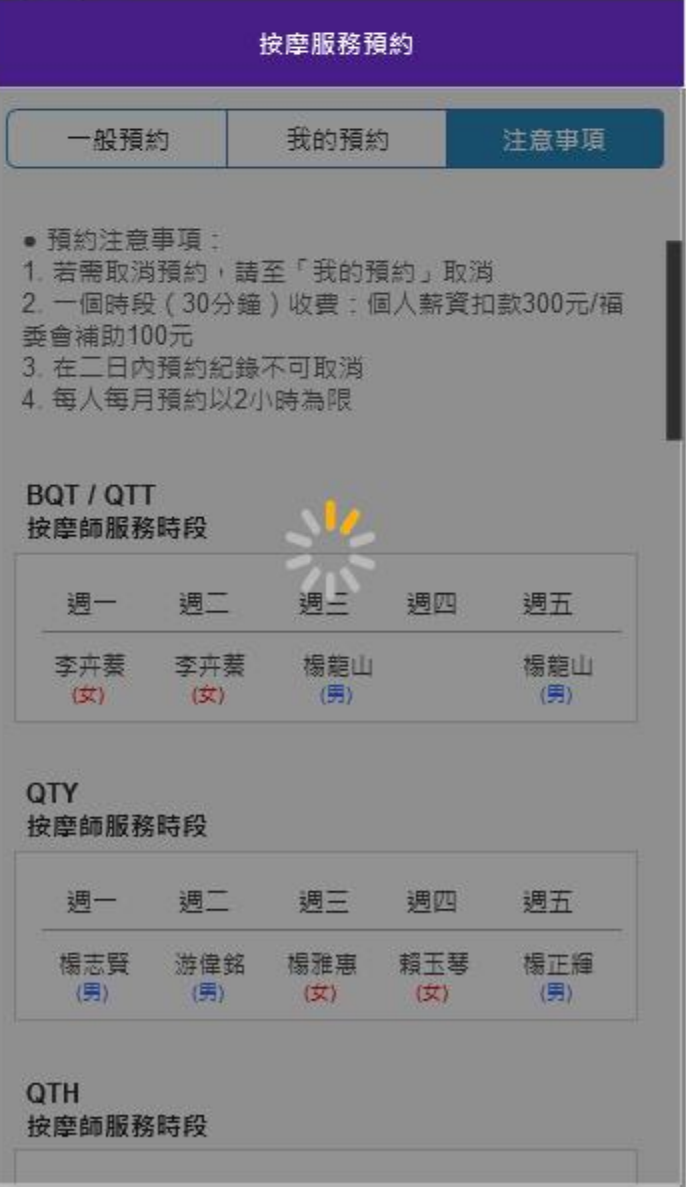 按摩服務預約
一般預約 我的預約 注意事項
● 預約注意事項：
1. 若需取消預約，請至「我的預約」取消
2. 一個時段（30分鐘）收費：個人薪資扣款300元/福
委會補助100元
3. 在二日內預約紀錄不可取消
4. 每人每月預約以2小時為限
BQT / QTT
按摩師服務時段
週一 週二 週三 週四 週五
李卉蓁 李卉蓁 楊龍山 楊龍山
(女) (女) (男) (男)
QTY
按摩師服務時段
週一 週二 週三 週四 週五
楊志賢 游偉銘 楊雅惠 賴玉琴 楊正輝
(男) (男) (女) (女) (男)
QTH
按摩師服務時段